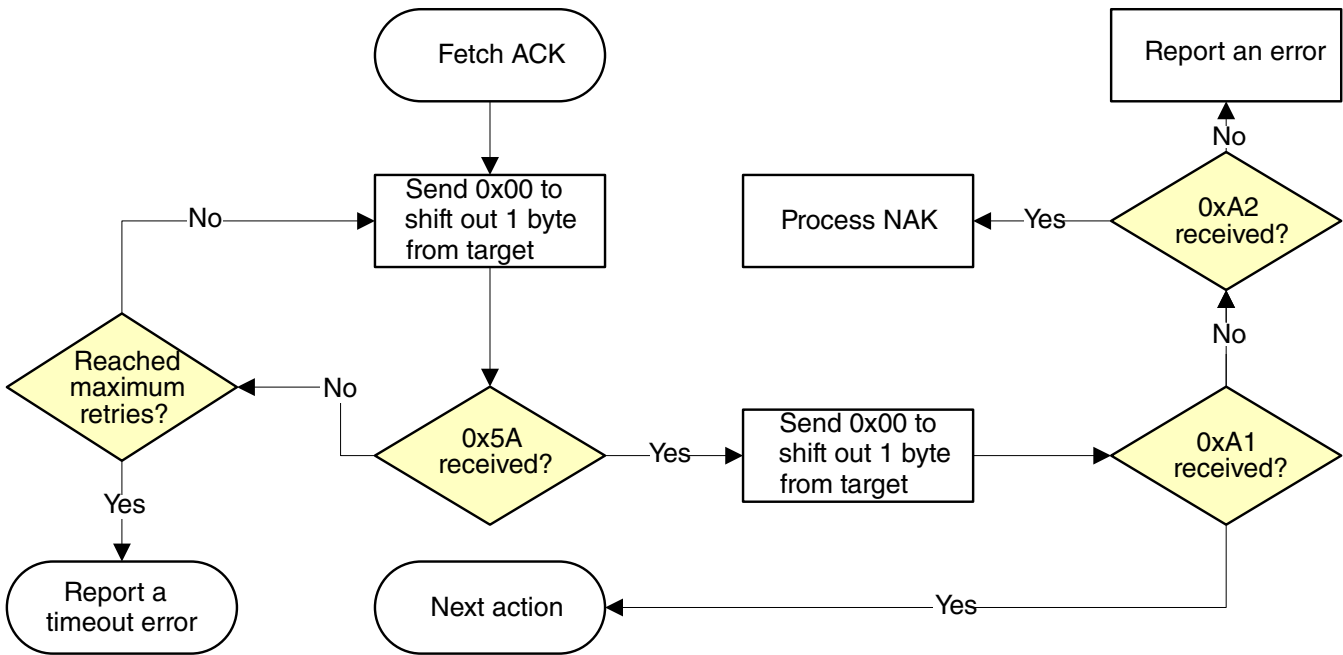 Fetch ACK
Report an error
No
Send 0x00 to
shift out 1 byte
from target
No
Process NAK
Yes
0xA2
received?
Reached
maximum
retries?
No
No
0x5A
received?
Yes
Send 0x00 to
shift out 1 byte
from target
0xA1
received?
Yes
Report a
timeout error
Next action
Yes